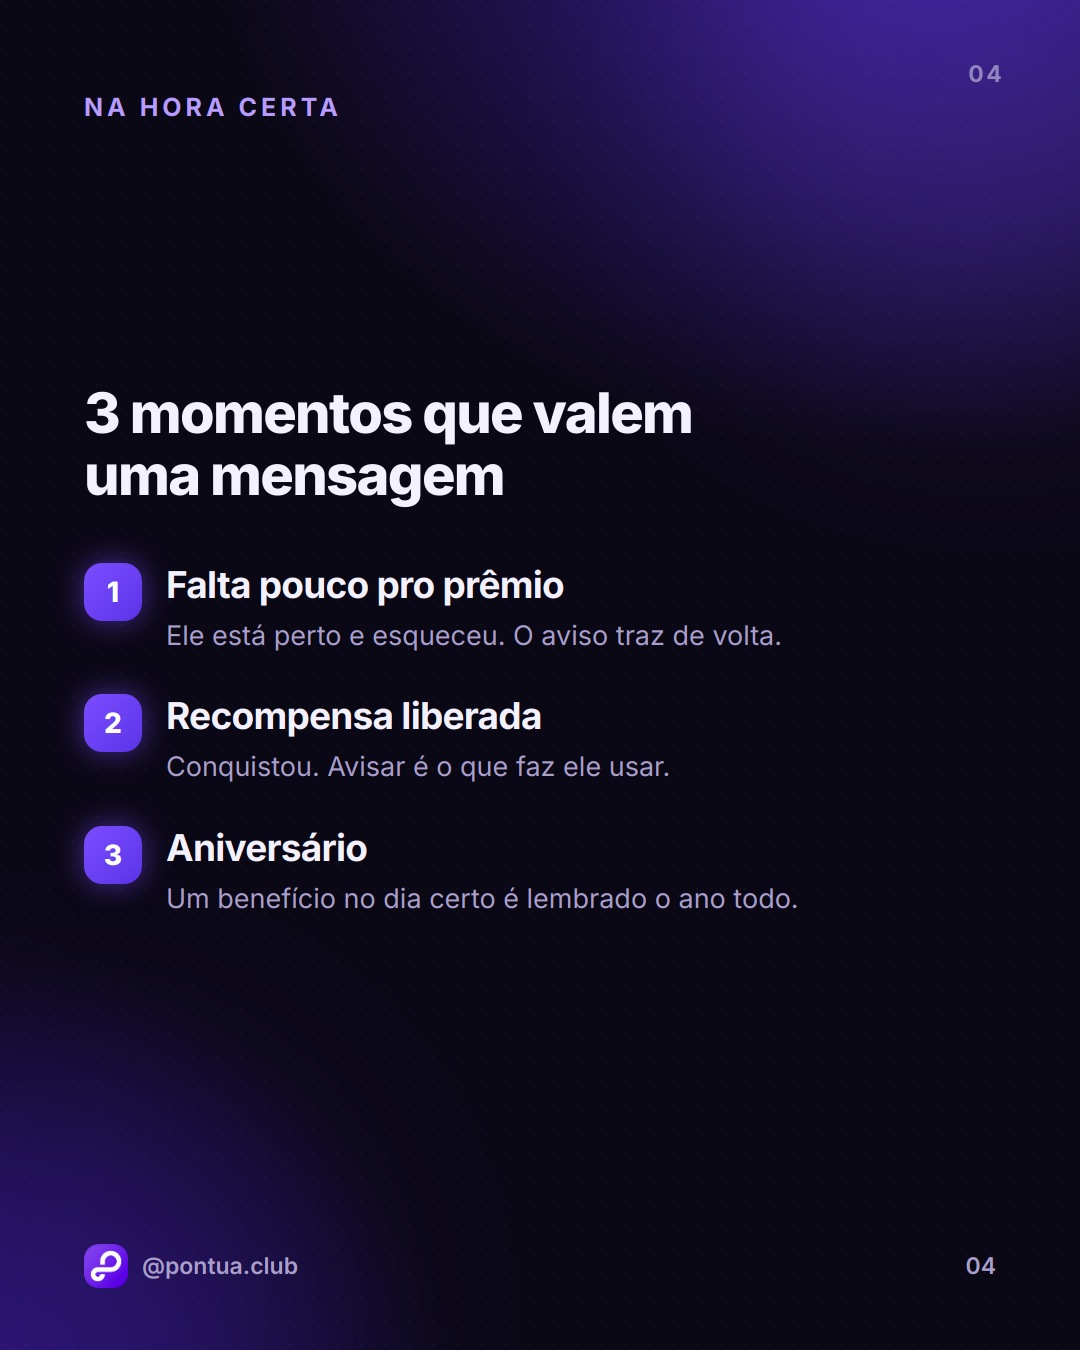 04
NA HORA CERTA
3 momentos que valem
uma mensagem
1
Falta pouco pro prêmio
Ele está perto e esqueceu. O aviso traz de volta.
2
Recompensa liberada
Conquistou. Avisar é o que faz ele usar.
3
Aniversário
Um benefício no dia certo é lembrado o ano todo.
@pontua.club
04